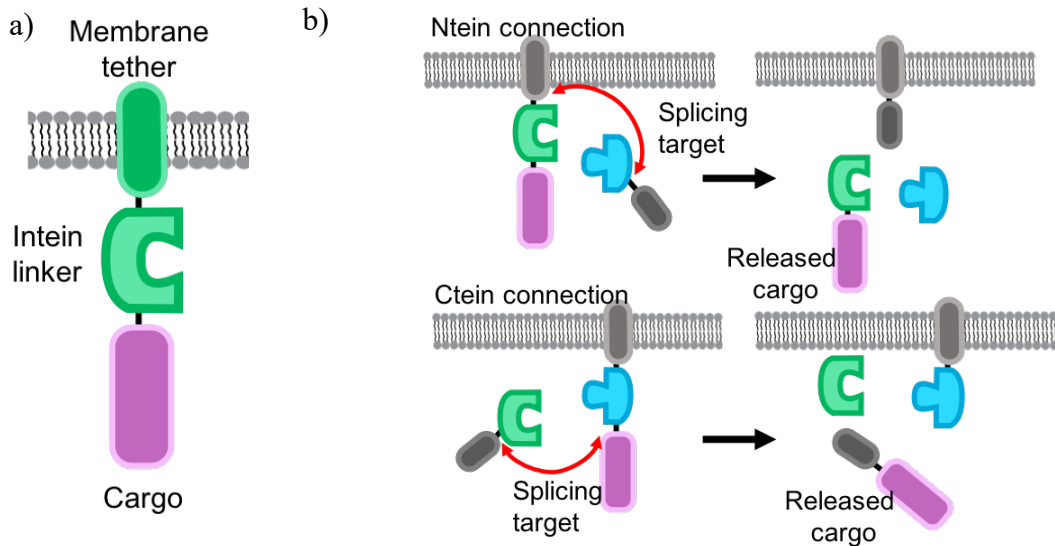 a)
Membrane
tether
Intein
linker
Cargo
b)
Ntein connection
Splicing
target
Released
cargo
Ctein connection
Splicing
target
Released
cargo